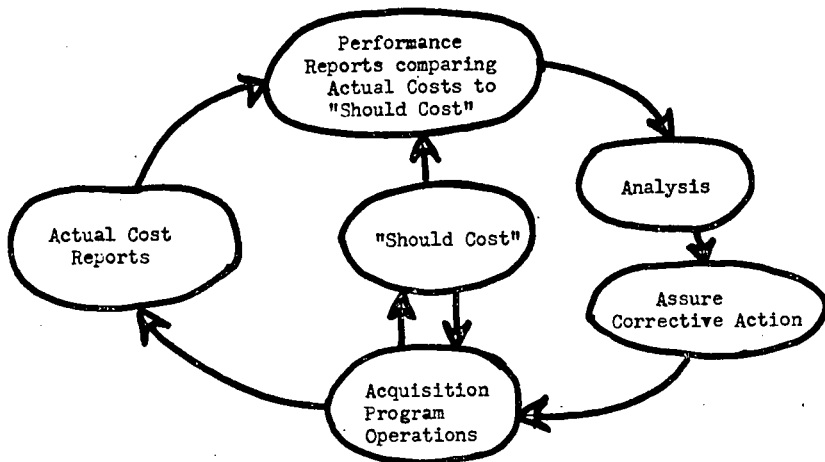 Performance
Reports comparing
Actual Costs to
"Should Cost"
Analysis
Actual Cost
Reports
"Should Cost"
Assure
Corrective Action
Acquisition
Program
Operations